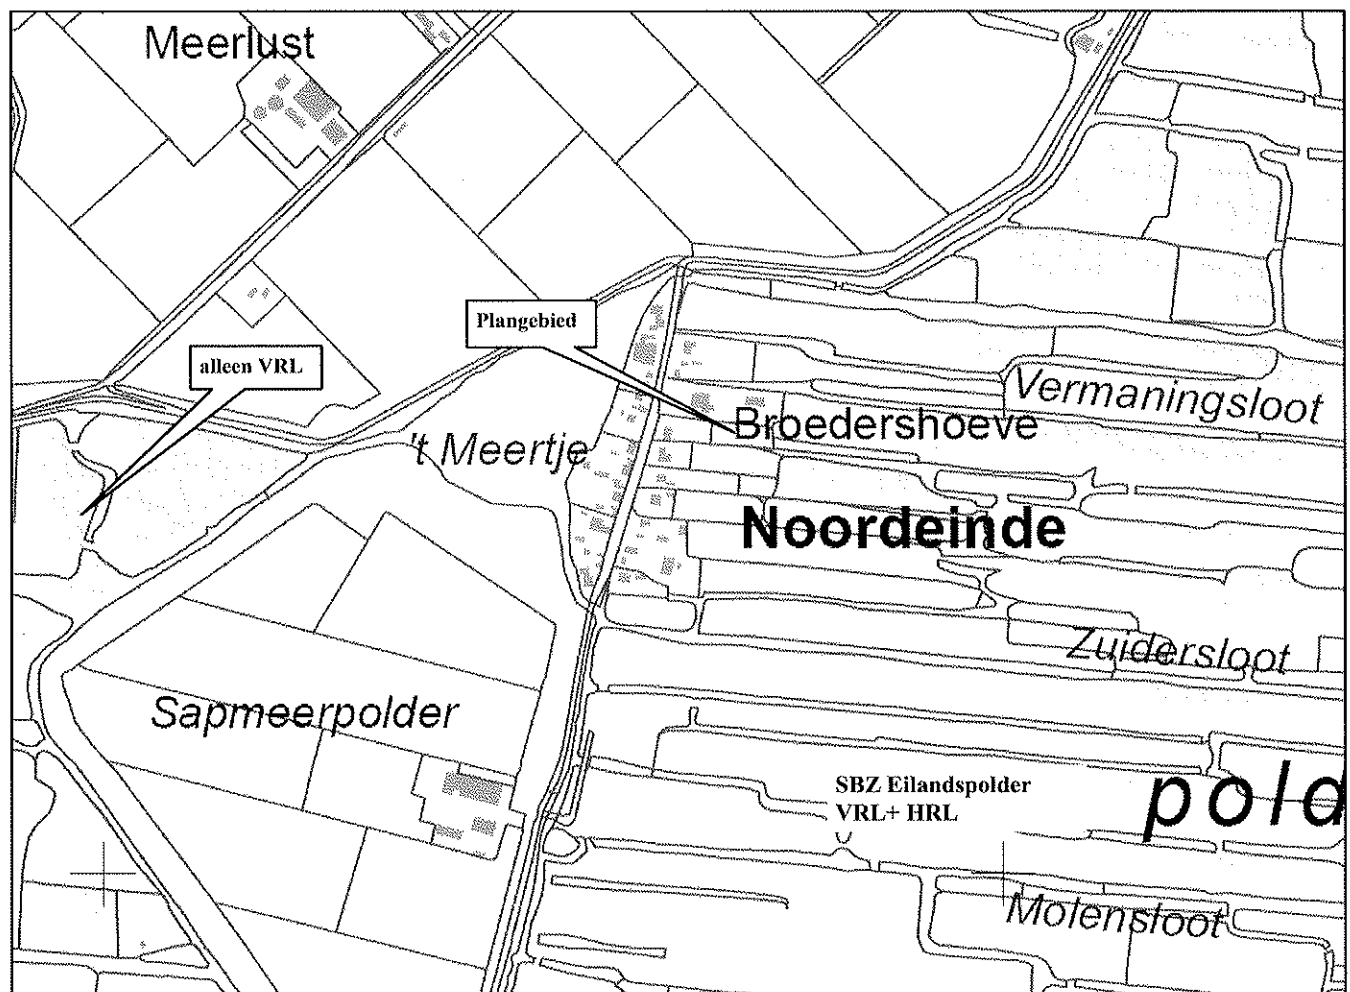 Meerlust
Plangebied
alleen VRL
Vermaningsloot
Broedershoeve
't Meertje
Noordeinde
Zuidersloot
Sapmeerpolder
SBZ Eilandspolder
VRL+ HRL
pold
Molensloot